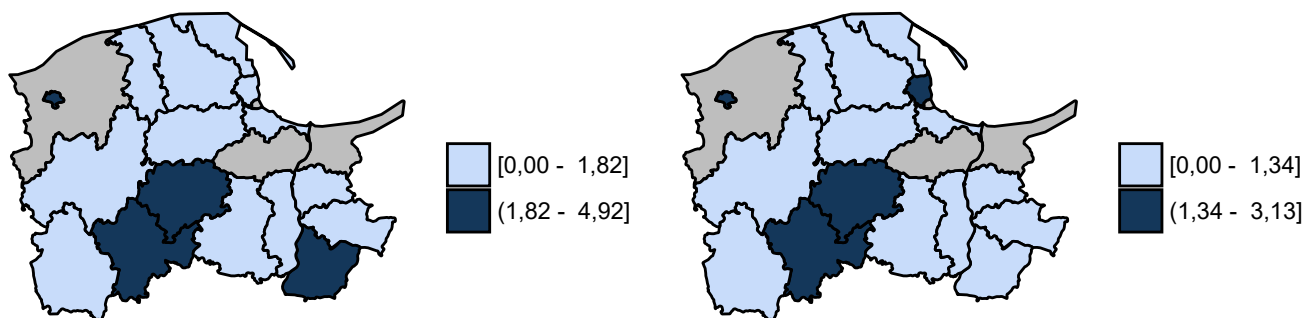 [0,00 - 1,82]
(1,82 - 4,92]
[0,00 - 1,34]
(1,34 - 3,13]